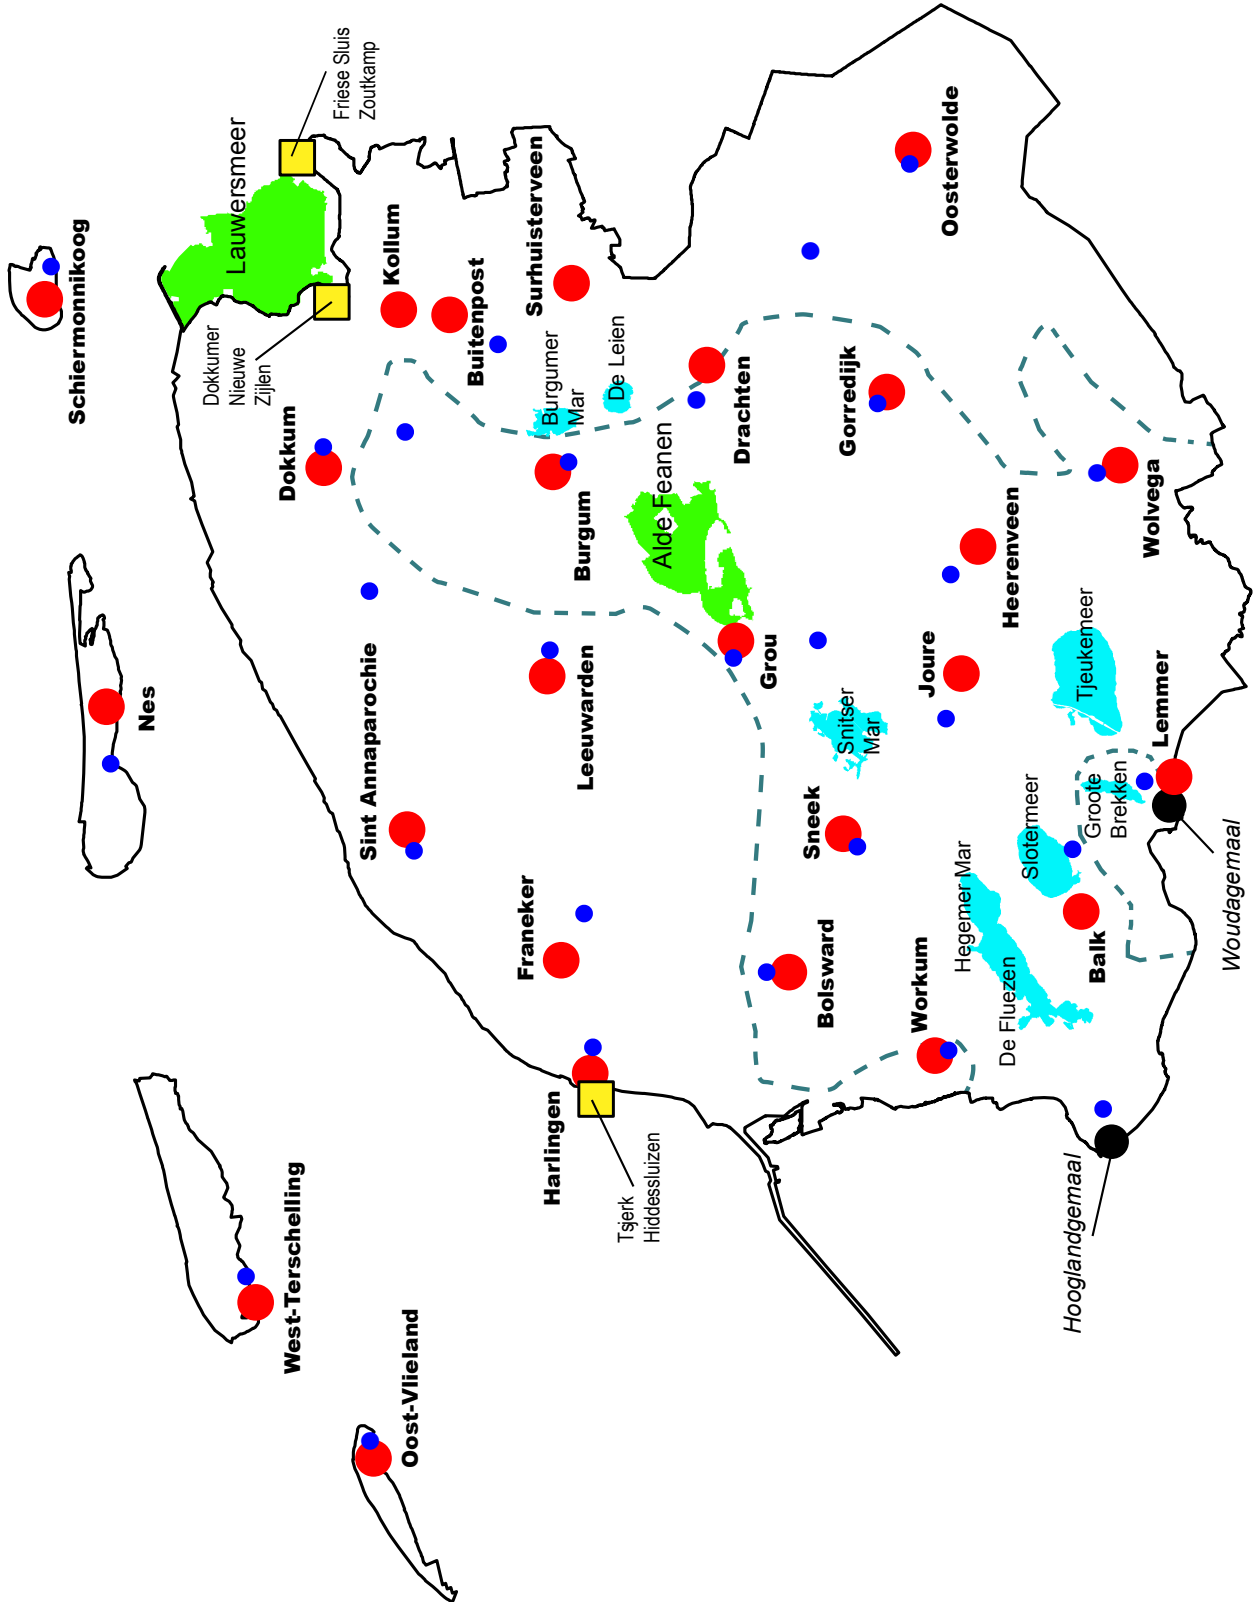 Schiermonnikoog
Lauwersmeer
Friese Sluis
Zoutkamp
Dokkumer
Nieuwe
Zijlen
Nes
Dokkum
Kollum
Buitenpost
Surhuisterveen
Sint Annaparochie
Burgumer
Mar
De Leien
Burgum
Leeuwarden
Franeker
Harlingen
Tsjerk
Hiddessluizen
West-Terschelling
Oost-Vlieland
Alde Feanen
Drachten
Grou
Gorredijk
Oosterwolde
Snitser
Mar
Sneek
Bolsward
Joure
Heerenveen
Workum
Hegemer Mar
De Fluezen
Slotermeer
Groote
Brekken
Tjeukemeer
Balk
Lemmer
Wolvega
Hooglandgemaal
Woudagemaal